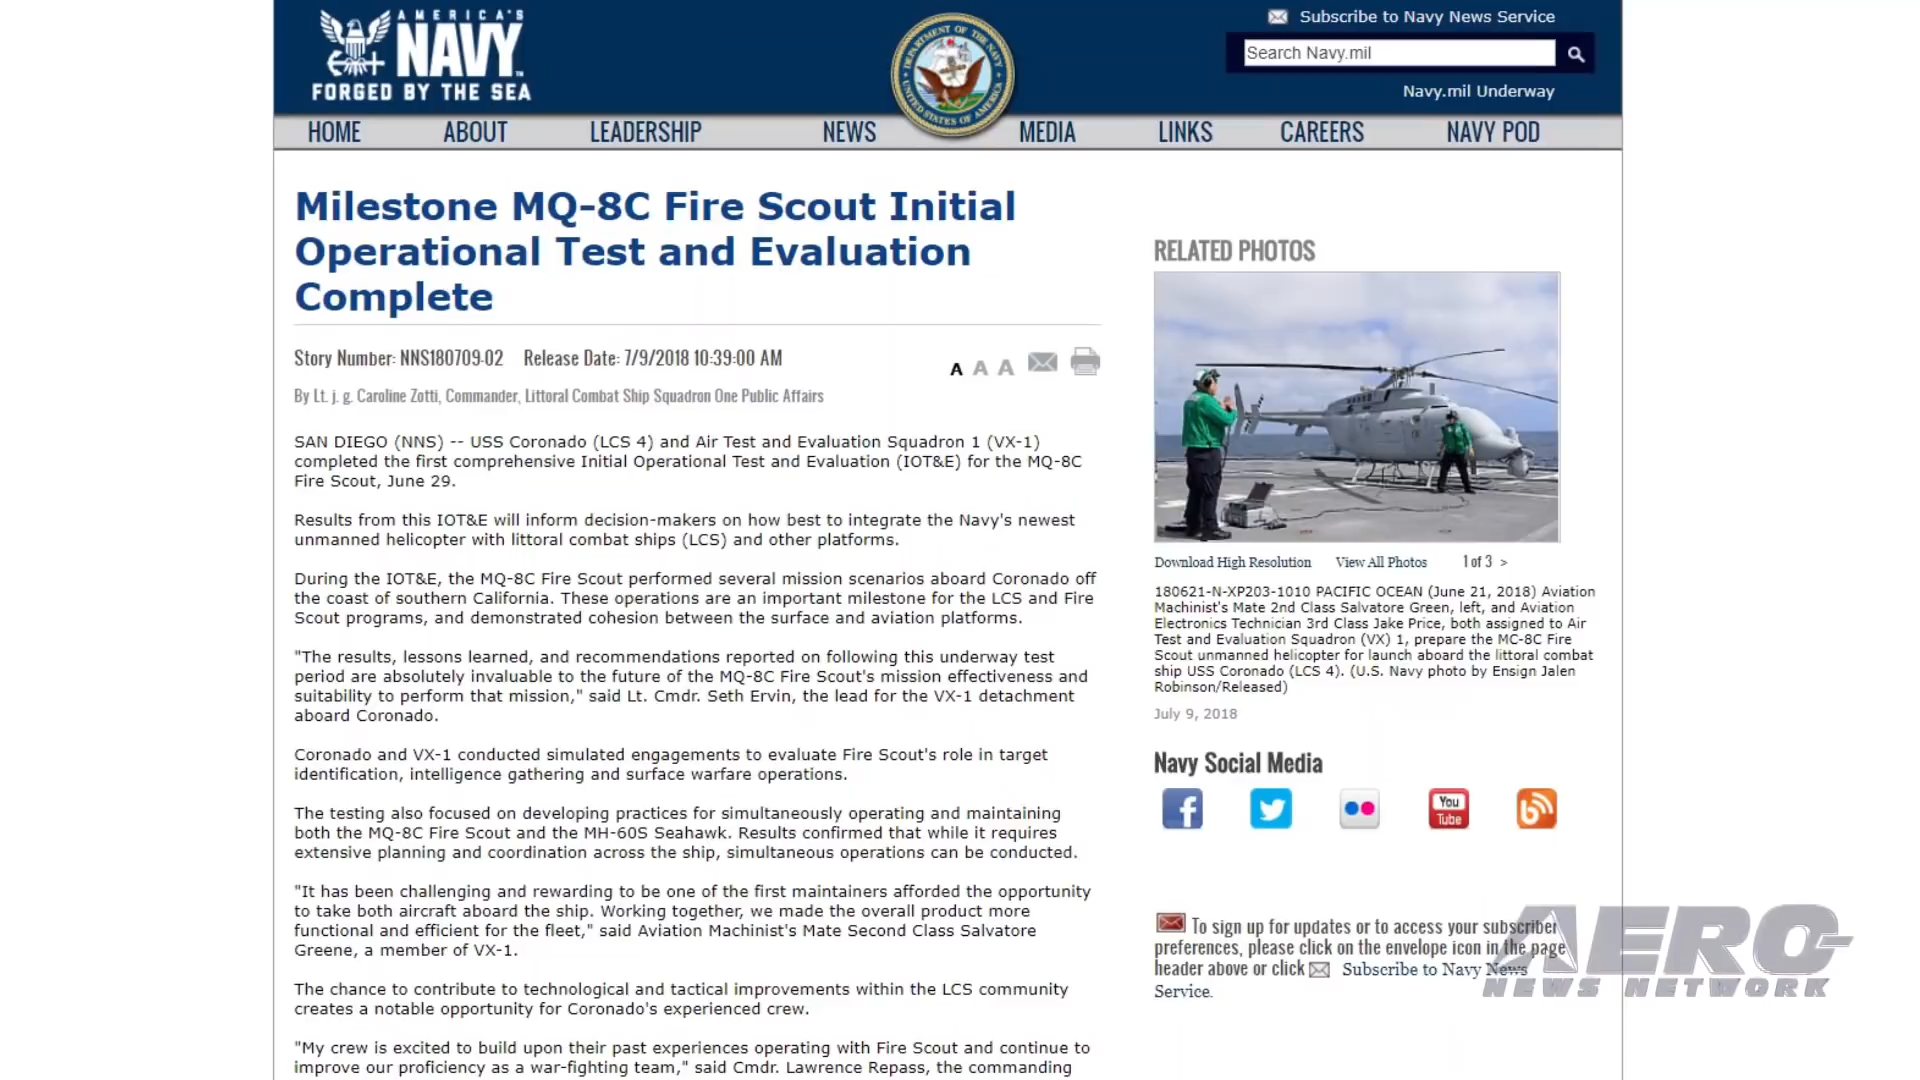 AMERICA'S
NAVY
FORGED BY THE SEA
DEPARTMENT OF THE NAVY
UNITED STATES OF AMERICA
Subscribe to Navy News Service
Search Navy.mil
Navy.mil Underway
HOME ABOUT LEADERSHIP NEWS MEDIA LINKS CAREERS NAVY POD
Milestone MQ-8C Fire Scout Initial
Operational Test and Evaluation
Complete
Story Number: NNS180709-02 Release Date: 7/9/2018 10:39:00 AM
A A A
By Lt. j. g. Caroline Zotti, Commander, Littoral Combat Ship Squadron One Public Affairs
SAN DIEGO (NNS) -- USS Coronado (LCS 4) and Air Test and Evaluation Squadron 1 (VX-1)
completed the first comprehensive Initial Operational Test and Evaluation (IOT&E) for the MQ-8C
Fire Scout, June 29.
Results from this IOT&E will inform decision-makers on how best to integrate the Navy's newest
unmanned helicopter with littoral combat ships (LCS) and other platforms.
During the IOT&E, the MQ-8C Fire Scout performed several mission scenarios aboard Coronado off
the coast of southern California. These operations are an important milestone for the LCS and Fire
Scout programs, and demonstrated cohesion between the surface and aviation platforms.
"The results, lessons learned, and recommendations reported on following this underway test
period are absolutely invaluable to the future of the MQ-8C Fire Scout's mission effectiveness and
suitability to perform that mission," said Lt. Cmdr. Seth Ervin, the lead for the VX-1 detachment
aboard Coronado.
Coronado and VX-1 conducted simulated engagements to evaluate Fire Scout's role in target
identification, intelligence gathering and surface warfare operations.
The testing also focused on developing practices for simultaneously operating and maintaining
both the MQ-8C Fire Scout and the MH-60S Seahawk. Results confirmed that while it requires
extensive planning and coordination across the ship, simultaneous operations can be conducted.
"It has been challenging and rewarding to be one of the first maintainers afforded the opportunity
to take both aircraft aboard the ship. Working together, we made the overall product more
functional and efficient for the fleet," said Aviation Machinist's Mate Second Class Salvatore
Greene, a member of VX-1.
The chance to contribute to technological and tactical improvements within the LCS community
creates a notable opportunity for Coronado's experienced crew.
"My crew is excited to build upon their past experiences operating with Fire Scout and continue to
improve our proficiency as a war-fighting team," said Cmdr. Lawrence Repass, the commanding
RELATED PHOTOS
Download High Resolution View All Photos 1 of 3 >
180621-N-XP203-1010 PACIFIC OCEAN (June 21, 2018) Aviation
Machinist's Mate 2nd Class Salvatore Green, left, and Aviation
Electronics Technician 3rd Class Jake Price, both assigned to Air
Test and Evaluation Squadron (VX) 1, prepare the MC-8C Fire
Scout unmanned helicopter for launch aboard the littoral combat
ship USS Coronado (LCS 4). (U.S. Navy photo by Ensign Jalen
Robinson/Released)
July 9, 2018
Navy Social Media
You
Tube
To sign up for updates or to access your subscriber
preferences, please click on the envelope icon in the page
header above or click Subscribe to Navy News
Service.
AERO-
NEWS NETWORK